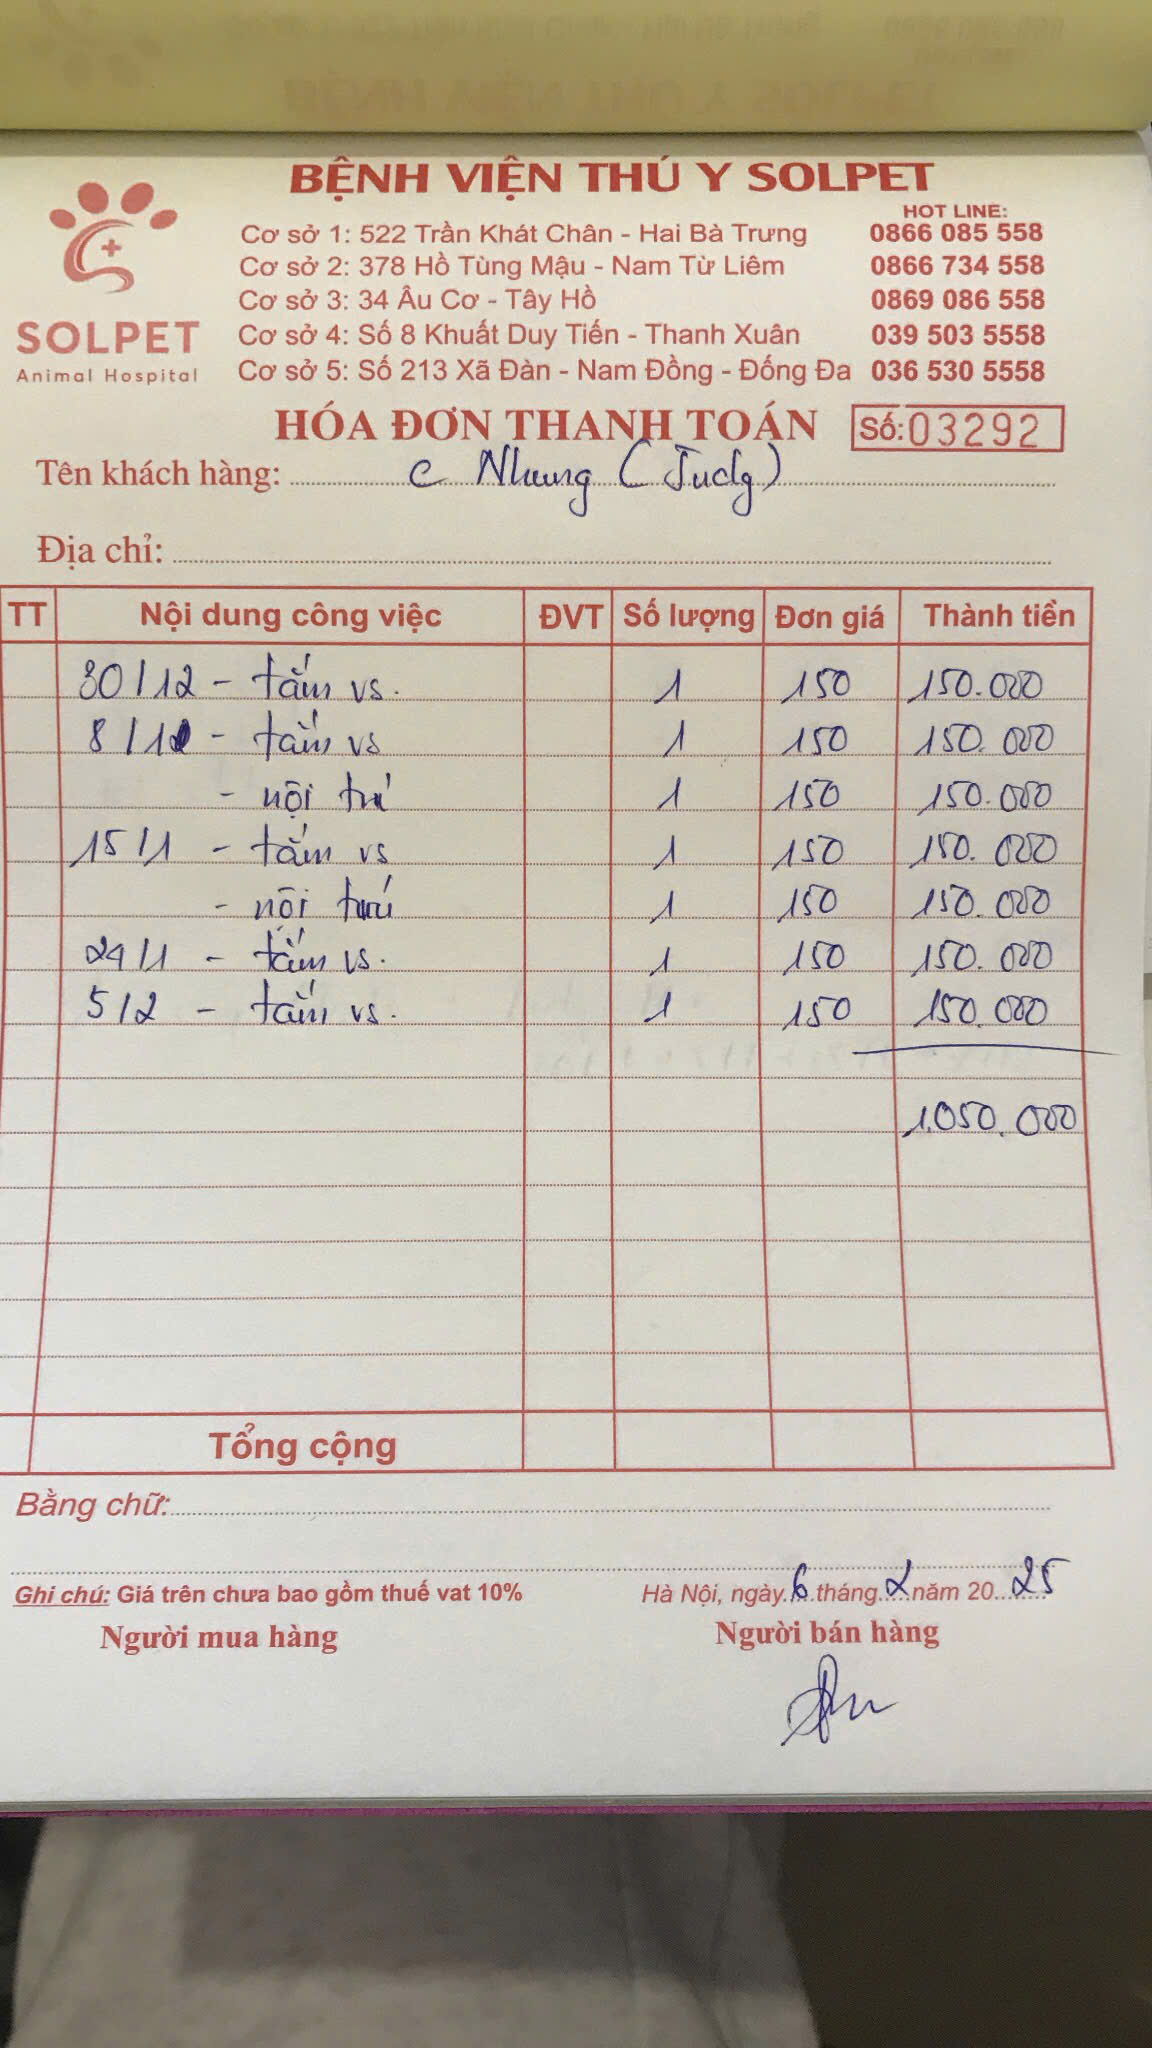 BỆNH VIỆN THÚ Y SOLPET
HOT LINE:
Cơ sở 1: 522 Trần Khát Chân - Hai Bà Trưng 0866 085 558
Cơ sở 2: 378 Hồ Tùng Mậu - Nam Từ Liêm 0866 734 558
Cơ sở 3: 34 Âu Cơ - Tây Hồ 0869 086 558
Cơ sở 4: Số 8 Khuất Duy Tiến - Thanh Xuân 039 503 5558
Cơ sở 5: Số 213 Xã Đàn - Nam Đồng - Đống Đa 036 530 5558
SOLPET
Animal Hospital
HÓA ĐƠN THANH TOÁN Số: 03292
Tên khách hàng: C Nhung (Judy)
Địa chỉ:
TT Nội dung công việc ĐVT Số lượng Đơn giá Thành tiền
30/12 - tắm vs. 1 150 150.000
8/1 - tắm vs 1 150 150.000
- nội trú 1 150 150.000
15/1 - tắm vs 1 150 150.000
- nội trú 1 150 150.000
24/1 - tắm vs. 1 150 150.000
5/2 - tắm vs. 1 150 150.000
1.050.000
Tổng cộng
Bằng chữ:
Ghi chú: Giá trên chưa bao gồm thuế vat 10% Hà Nội, ngày 6 tháng 2 năm 20 25
Người mua hàng Người bán hàng